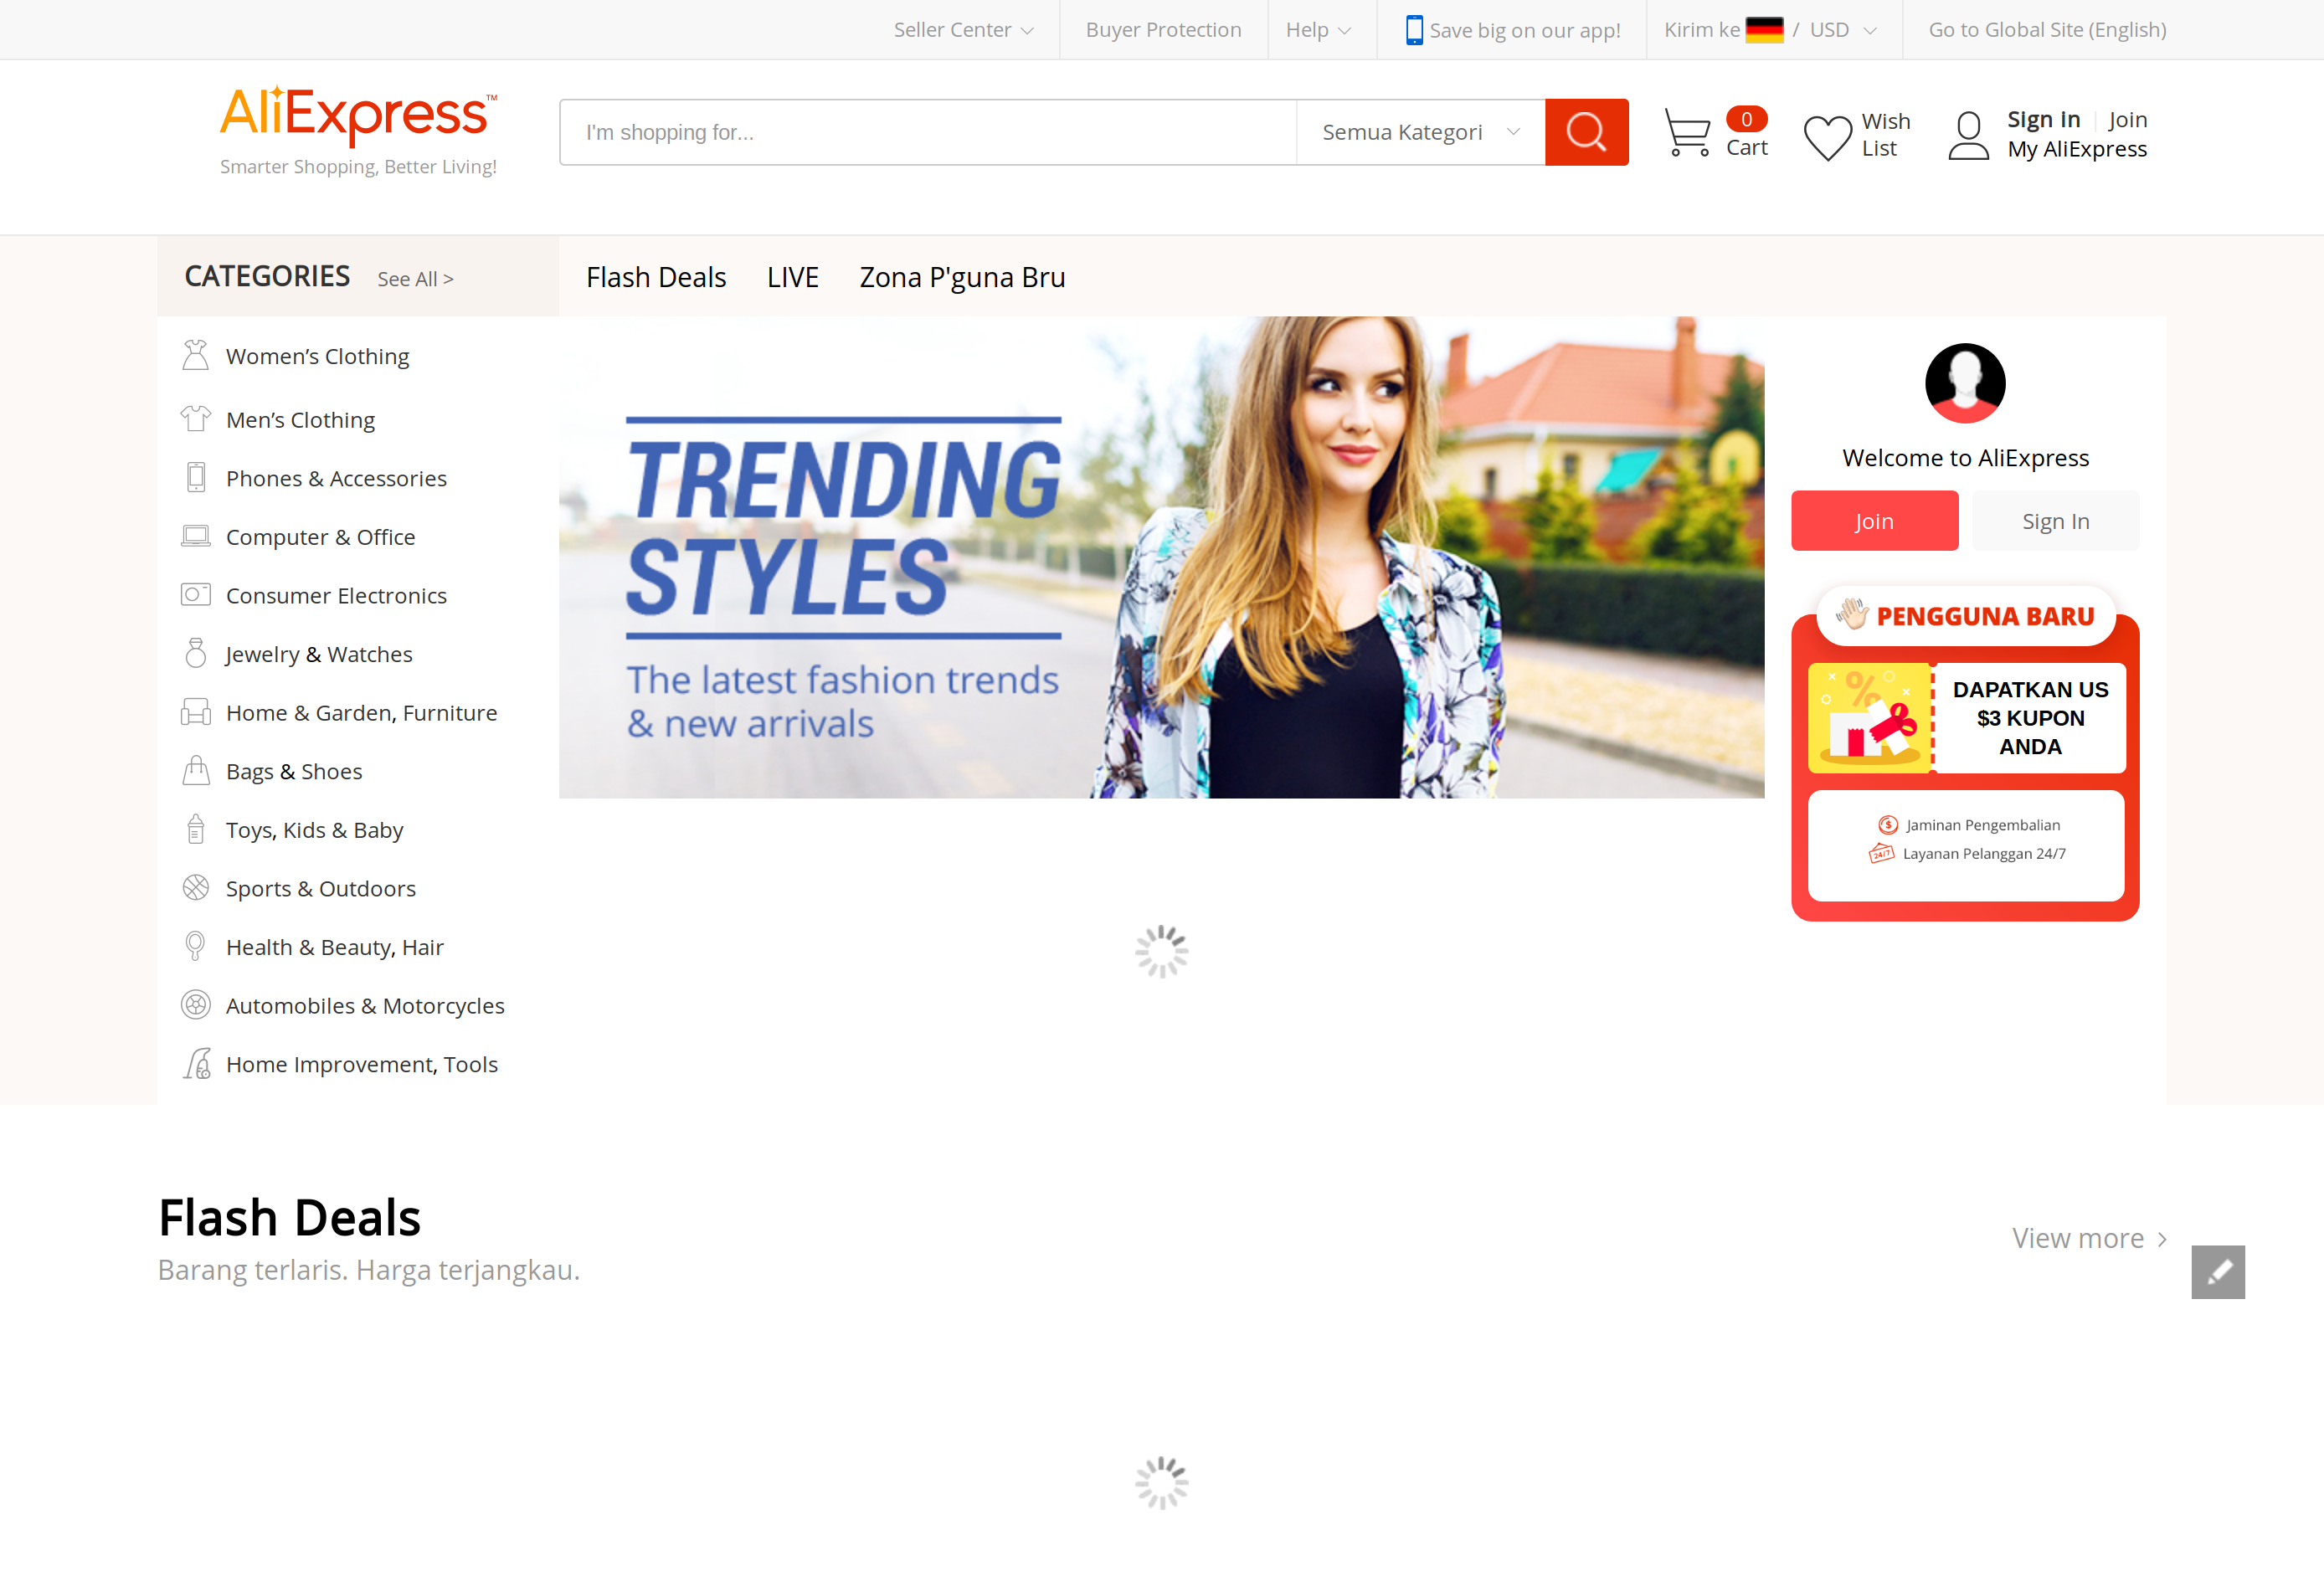 Seller Center
Buyer Protection
Help
Save big on our app!
Kirim ke / USD
Go to Global Site (English)
AliExpress™
Smarter Shopping, Better Living!
I'm shopping for...
Semua Kategori
0
Cart
Wish
List
Sign in Join
My AliExpress
CATEGORIES See All >
Flash Deals LIVE Zona P'guna Bru
Women’s Clothing
Men’s Clothing
Phones & Accessories
Computer & Office
Consumer Electronics
Jewelry & Watches
Home & Garden, Furniture
Bags & Shoes
Toys, Kids & Baby
Sports & Outdoors
Health & Beauty, Hair
Automobiles & Motorcycles
Home Improvement, Tools
TRENDING
STYLES
The latest fashion trends
& new arrivals
Welcome to AliExpress
Join
Sign In
PENGGUNA BARU
%
DAPATKAN US
$3 KUPON
ANDA
$ Jaminan Pengembalian
24/7 Layanan Pelanggan 24/7
Flash Deals
Barang terlaris. Harga terjangkau.
View more >